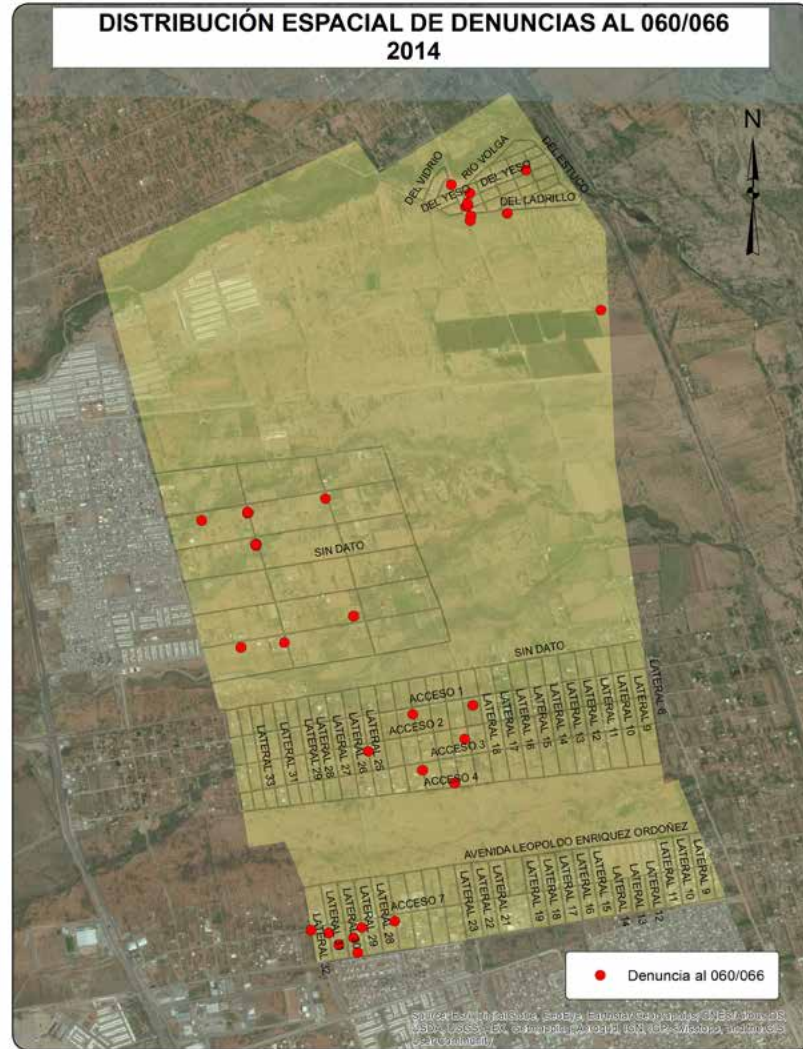 DISTRIBUCIÓN ESPACIAL DE DENUNCIAS AL 060/066
2014
N
DEL VIDRIO
RIO VOLGA
DEL ESTUCO
DEL YESO
DEL YESO
DEL LADRILLO
SIN DATO
SIN DATO
LATERAL 6
ACCESO 1
ACCESO 2
ACCESO 3
ACCESO 4
LATERAL 33
LATERAL 31
LATERAL 29
LATERAL 28
LATERAL 27
LATERAL 26
LATERAL 25
LATERAL 18
LATERAL 17
LATERAL 16
LATERAL 15
LATERAL 14
LATERAL 13
LATERAL 12
LATERAL 11
LATERAL 10
LATERAL 9
AVENIDA LEOPOLDO ENRIQUEZ ORDOÑEZ
ACCESO 7
LATERAL 32
LATERAL 29
LATERAL 28
LATERAL 23
LATERAL 22
LATERAL 21
LATERAL 19
LATERAL 18
LATERAL 17
LATERAL 16
LATERAL 15
LATERAL 14
LATERAL 13
LATERAL 12
LATERAL 11
LATERAL 10
LATERAL 9
Denuncia al 060/066